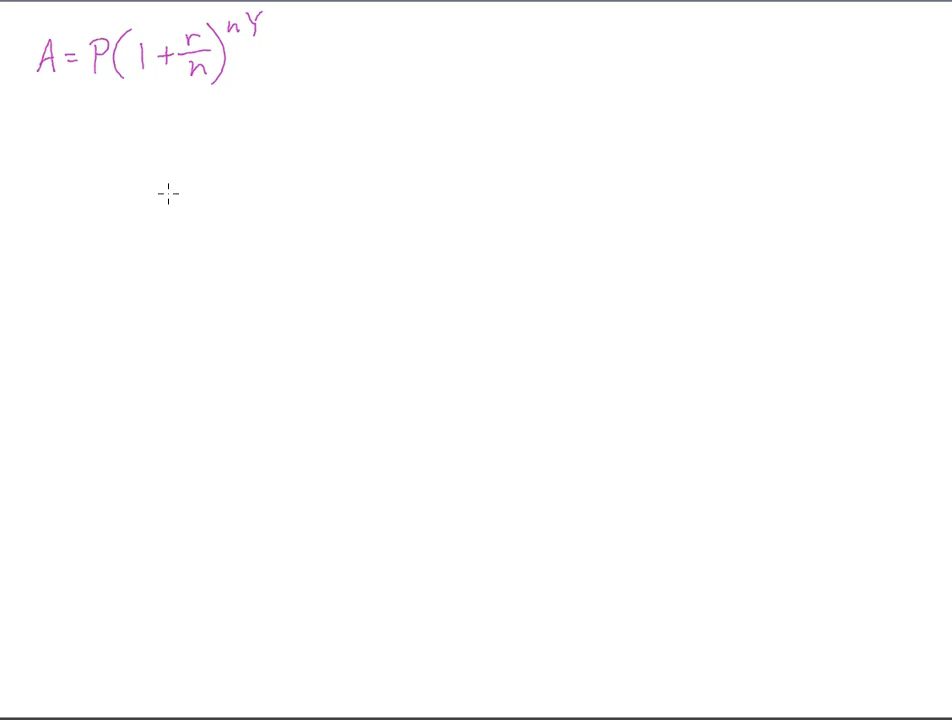 A = P(1 + r/n)^{nY}